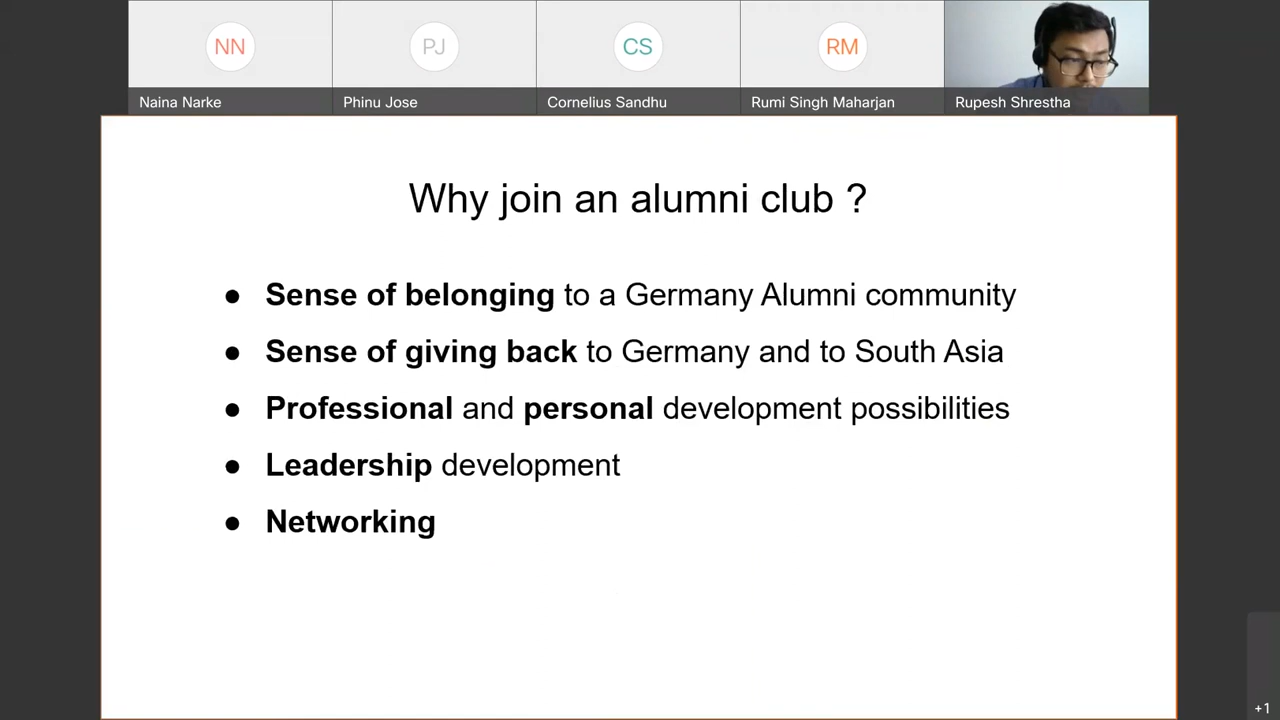 NN
PJ
CS
RM
Naina Narke
Phinu Jose
Cornelius Sandhu
Rumi Singh Maharjan
Rupesh Shrestha
Why join an alumni club ?
● Sense of belonging to a Germany Alumni community
● Sense of giving back to Germany and to South Asia
● Professional and personal development possibilities
● Leadership development
● Networking
+1